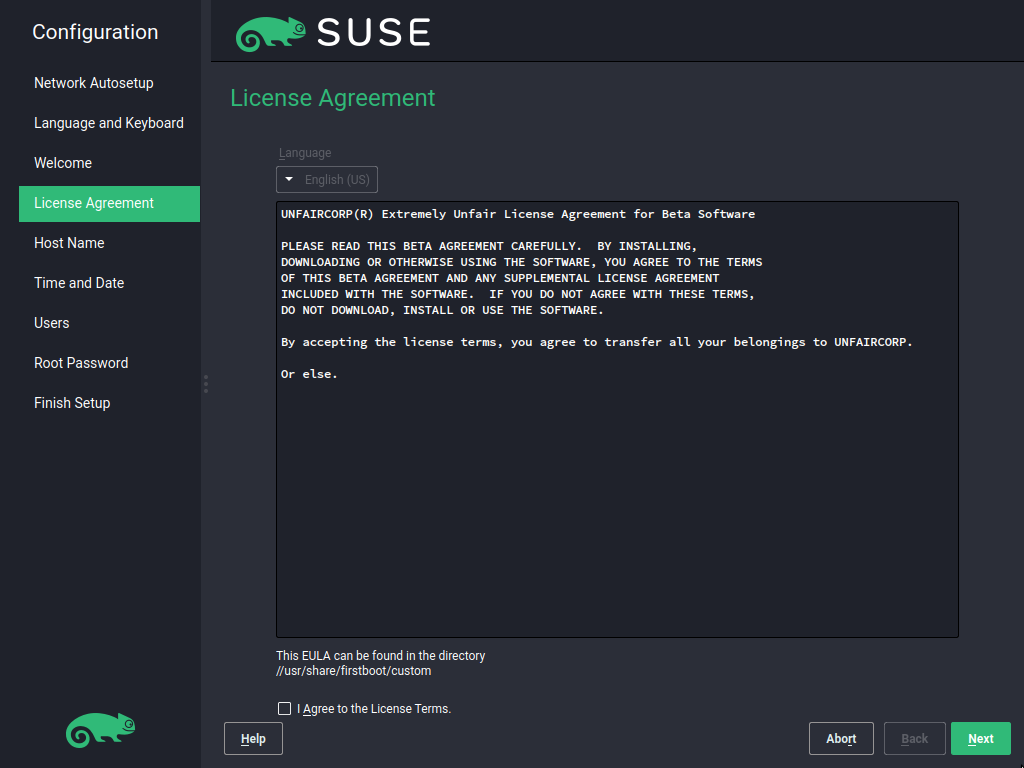 Configuration
Network Autosetup
Language and Keyboard
Welcome
License Agreement
Host Name
Time and Date
Users
Root Password
Finish Setup
SUSE
License Agreement
Language
English (US)
UNFAIRCORP(R) Extremely Unfair License Agreement for Beta Software
PLEASE READ THIS BETA AGREEMENT CAREFULLY.  BY INSTALLING,
DOWNLOADING OR OTHERWISE USING THE SOFTWARE, YOU AGREE TO THE TERMS
OF THIS BETA AGREEMENT AND ANY SUPPLEMENTAL LICENSE AGREEMENT
INCLUDED WITH THE SOFTWARE.  IF YOU DO NOT AGREE WITH THESE TERMS,
DO NOT DOWNLOAD, INSTALL OR USE THE SOFTWARE.
By accepting the license terms, you agree to transfer all your belongings to UNFAIRCORP.
Or else.
This EULA can be found in the directory
//usr/share/firstboot/custom
I Agree to the License Terms.
Help
Abort
Back
Next